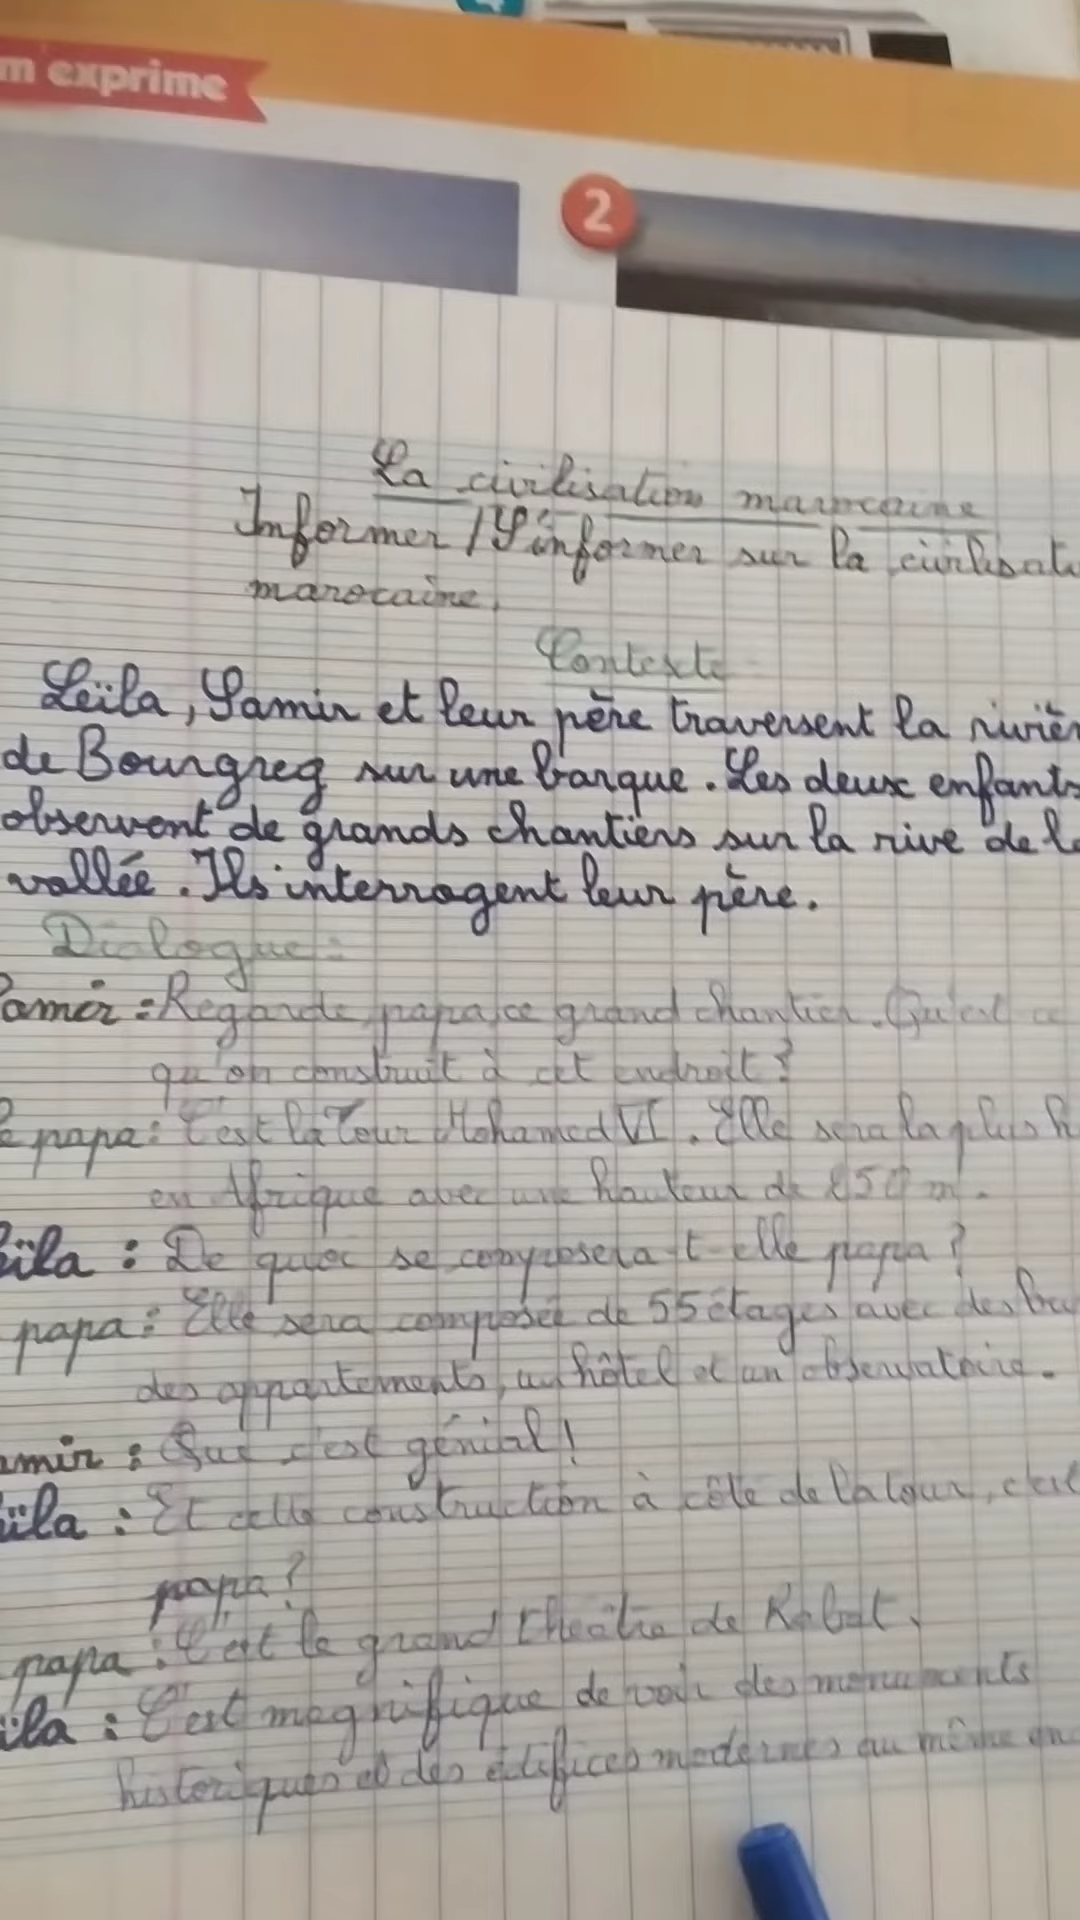 m exprime
2
La civilisation marocaine
Informer / S'informer sur la civilisat
marocaine.
Contexte
Leïla, Samir et leur père traversent la rivièr
de Bourgreg sur une barque. Les deux enfants
observent de grands chantiers sur la rive de l
vallée. Ils interrogent leur père.
Dialogue :
amir : Regarde papa, ce grand chantier. Qu'est ce
qu'on construit à cet endroit ?
papa : C'est la Tour Mohamed VI. Elle sera la plus h
en Afrique avec une hauteur de 250 m.
ïla : De quoi se composera-t-elle papa ?
papa : Elle sera composée de 55 étages avec des bu
des appartements, un hôtel et un observatoire.
amir : Que c'est génial !
ïla : Et cette construction à côté de la tour, c'est
papa ?
papa : C'est le grand théâtre de Rabat.
ïla : C'est magnifique de voir des monuments
historiques et des édifices modernes au même en